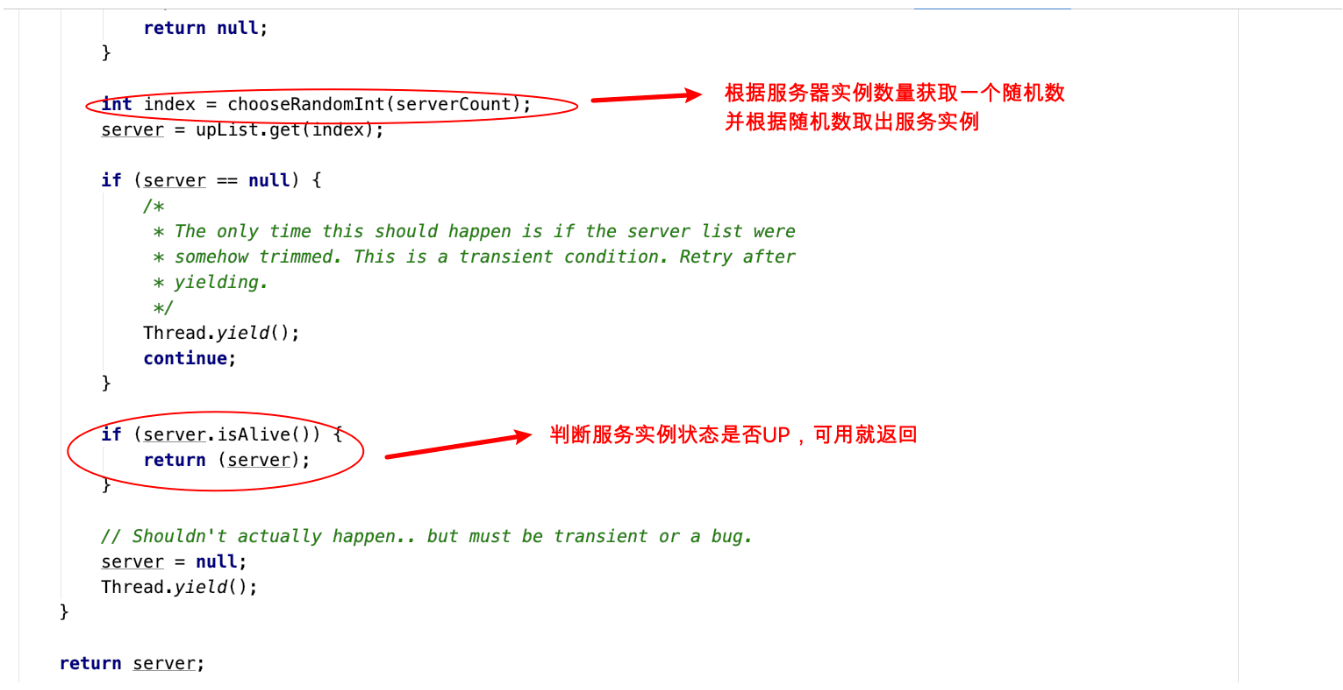 return null;
}
int index = chooseRandomInt(serverCount);
根据服务器实例数量获取一个随机数
并根据随机数取出服务实例
server = upList.get(index);
if (server == null) {
/*
* The only time this should happen is if the server list were
* somehow trimmed. This is a transient condition. Retry after
* yielding.
*/
Thread.yield();
continue;
}
if (server.isAlive()) {
判断服务实例状态是否UP，可用就返回
return (server);
}
// Shouldn't actually happen.. but must be transient or a bug.
server = null;
Thread.yield();
}
return server;